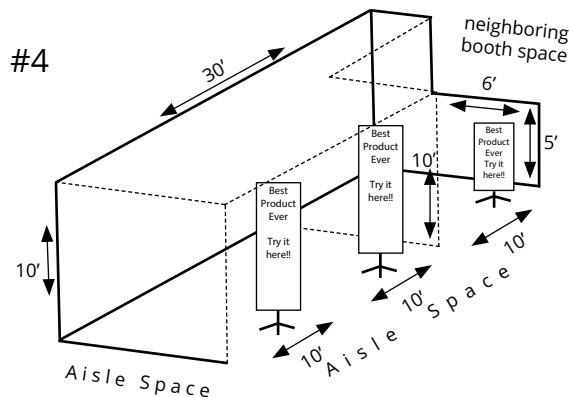 #4
neighboring
booth space
30’
6’
5’
10’
10’
Best
Product
Ever
Try it
here!!
Best
Product
Ever
Try it
here!!
Best
Product
Ever
Try it
here!!
10’
10’
10’
Aisle Space
Aisle Space